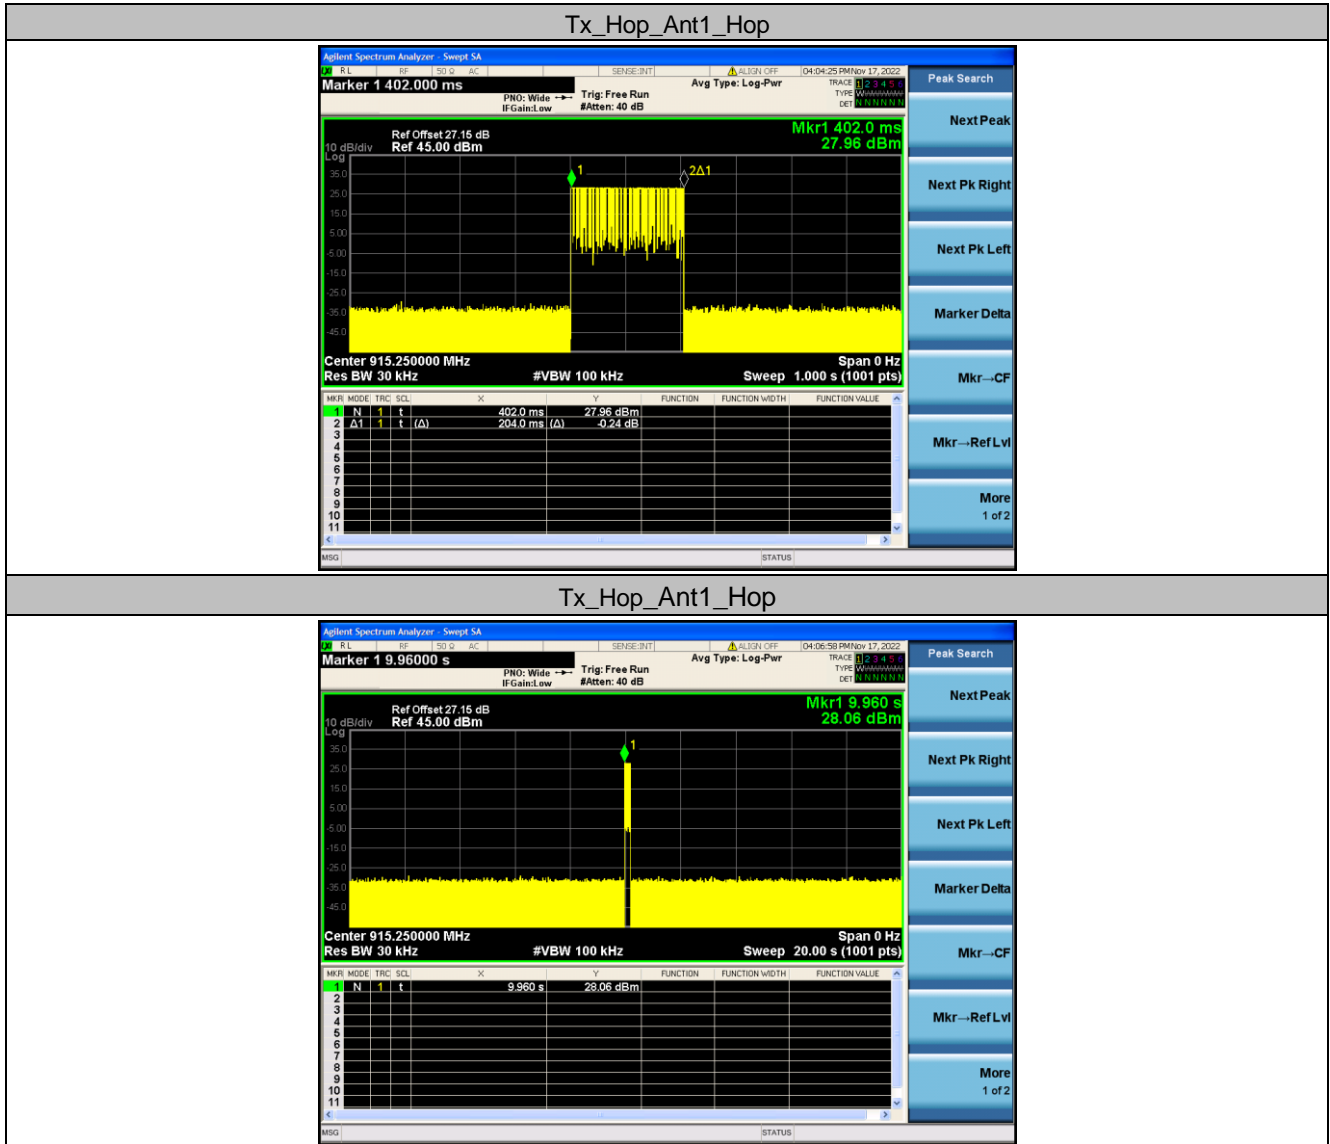 Tx_Hop_Ant1_Hop
Agilent Spectrum Analyzer - Swept SA
RL RF 50 Ω AC SENSE:INT ALIGN OFF 04:04:25 PM Nov 17, 2022
Marker 1 402.000 ms
PNO: Wide
IFGain:Low
Trig: Free Run
#Atten: 40 dB
Avg Type: Log-Pwr
TRACE 1 2 3 4 5 6
TYPE
DET N N N N N N
Peak Search
Mkr1 402.0 ms
27.96 dBm
Ref Offset 27.15 dB
10 dB/div Ref 45.00 dBm
Log
35.0
25.0
15.0
5.00
-5.00
-15.0
-25.0
-35.0
-45.0
1
2Δ1
Center 915.250000 MHz Span 0 Hz
Res BW 30 kHz #VBW 100 kHz Sweep 1.000 s (1001 pts)
MKR MODE TRC SCL X Y FUNCTION FUNCTION WIDTH FUNCTION VALUE
1 N 1 t 402.0 ms 27.96 dBm
2 Δ1 1 t (Δ) 204.0 ms (Δ) -0.24 dB
3
4
5
6
7
8
9
10
11
MSG STATUS
Next Peak
Next Pk Right
Next Pk Left
Marker Delta
Mkr→CF
Mkr→Ref Lvl
More
1 of 2
Tx_Hop_Ant1_Hop
Agilent Spectrum Analyzer - Swept SA
RL RF 50 Ω AC SENSE:INT ALIGN OFF 04:06:58 PM Nov 17, 2022
Marker 1 9.96000 s
PNO: Wide
IFGain:Low
Trig: Free Run
#Atten: 40 dB
Avg Type: Log-Pwr
TRACE 1 2 3 4 5 6
TYPE
DET N N N N N N
Peak Search
Mkr1 9.960 s
28.06 dBm
Ref Offset 27.15 dB
10 dB/div Ref 45.00 dBm
Log
35.0
25.0
15.0
5.00
-5.00
-15.0
-25.0
-35.0
-45.0
1
Center 915.250000 MHz Span 0 Hz
Res BW 30 kHz #VBW 100 kHz Sweep 20.00 s (1001 pts)
MKR MODE TRC SCL X Y FUNCTION FUNCTION WIDTH FUNCTION VALUE
1 N 1 t 9.960 s 28.06 dBm
2
3
4
5
6
7
8
9
10
11
MSG STATUS
Next Peak
Next Pk Right
Next Pk Left
Marker Delta
Mkr→CF
Mkr→Ref Lvl
More
1 of 2